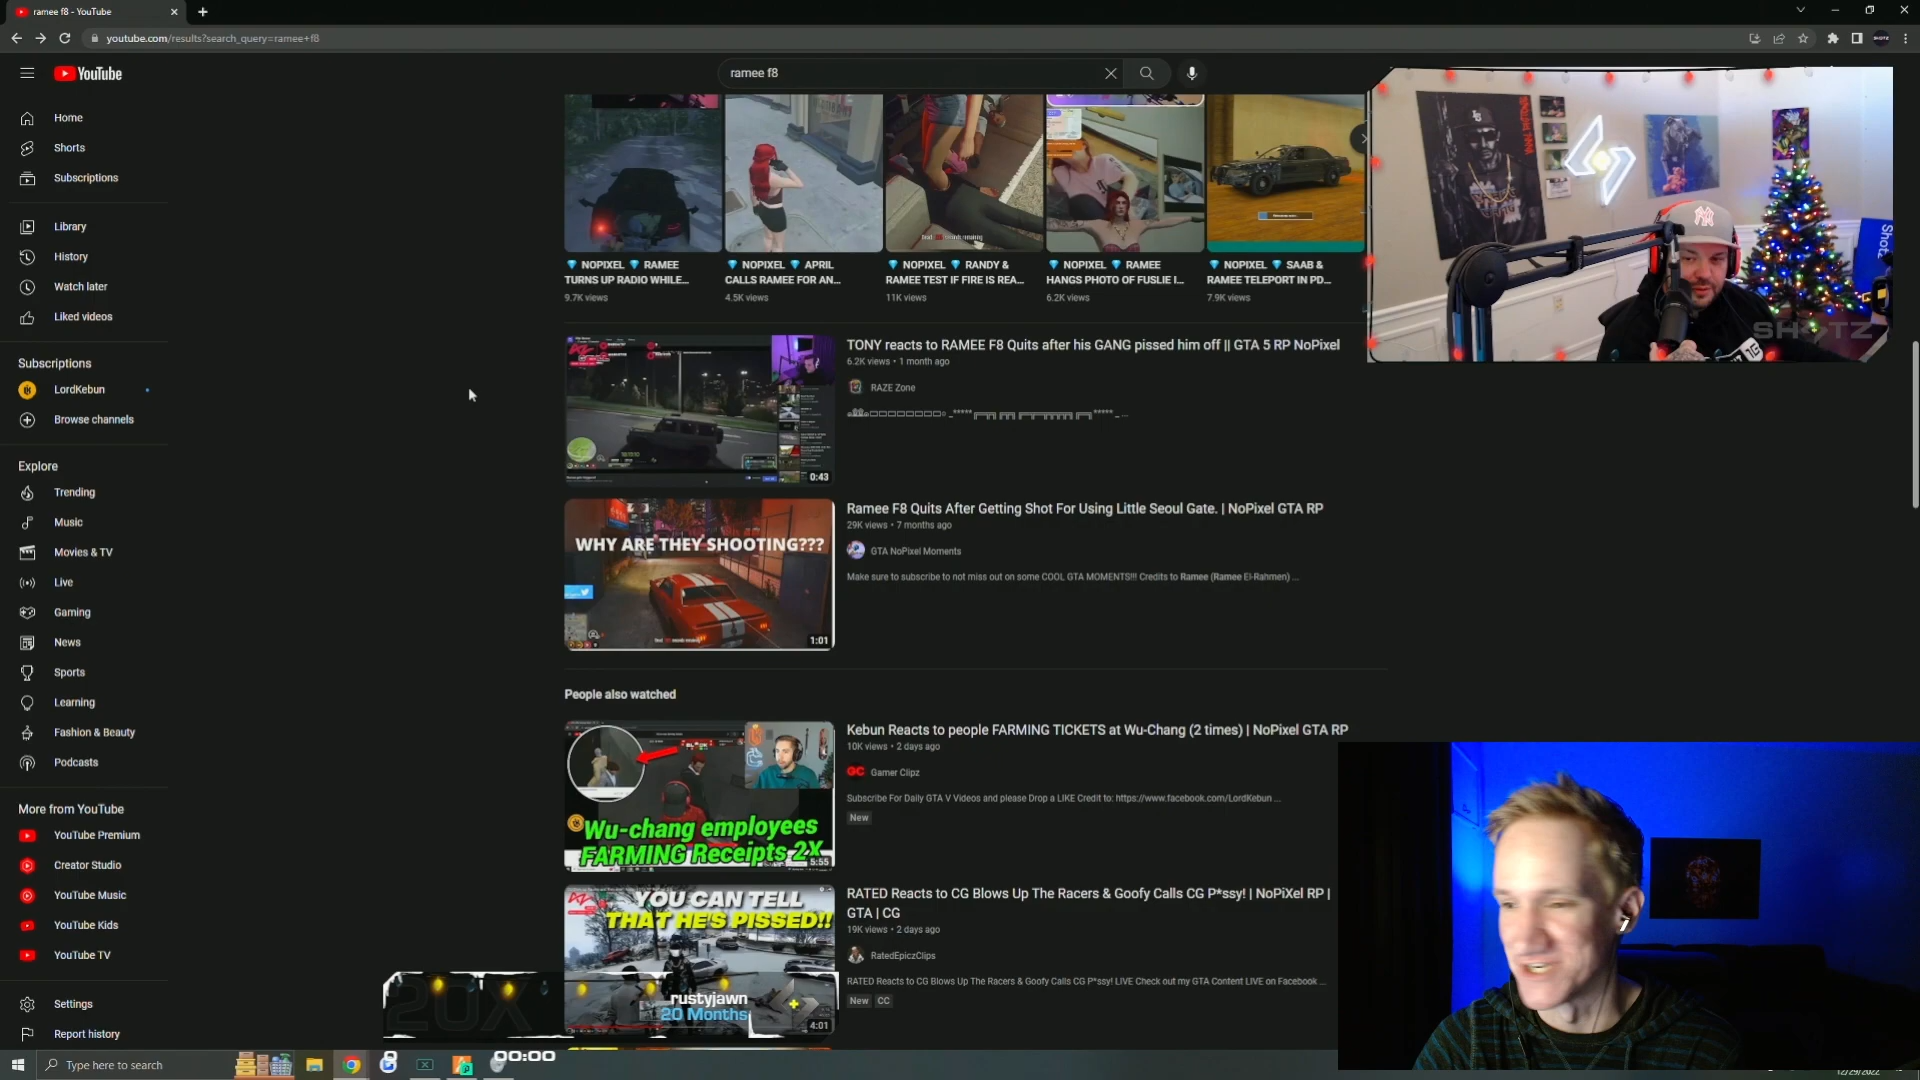 ramee f8 - YouTube
youtube.com/results?search_query=ramee+f8
YouTube
ramee f8
Home
Shorts
Subscriptions
Library
History
Watch later
Liked videos
Subscriptions
LordKebun
Browse channels
Explore
Trending
Music
Movies & TV
Live
Gaming
News
Sports
Learning
Fashion & Beauty
Podcasts
More from YouTube
YouTube Premium
Creator Studio
YouTube Music
YouTube Kids
YouTube TV
Settings
Report history
NOPIXEL RAMEE
TURNS UP RADIO WHILE...
9.7K views
NOPIXEL APRIL
CALLS RAMEE FOR AN...
4.5K views
NOPIXEL RANDY &
RAMEE TEST IF FIRE IS REA...
11K views
NOPIXEL RAMEE
HANGS PHOTO OF FUSLIE I...
6.2K views
NOPIXEL SAAB &
RAMEE TELEPORT IN PD...
7.9K views
TONY reacts to RAMEE F8 Quits after his GANG pissed him off || GTA 5 RP NoPixel
6.2K views • 1 month ago
RAZE Zone
0:43
WHY ARE THEY SHOOTING???
1:01
Ramee F8 Quits After Getting Shot For Using Little Seoul Gate. | NoPixel GTA RP
29K views • 7 months ago
GTA NoPixel Moments
Make sure to subscribe to not miss out on some COOL GTA MOMENTS!!! Credits to Ramee (Ramee El-Rahmen) ...
People also watched
Wu-chang employees
FARMING Receipts 2X
5:55
Kebun Reacts to people FARMING TICKETS at Wu-Chang (2 times) | NoPixel GTA RP
10K views • 2 days ago
GC Gamer Clipz
Subscribe For Daily GTA V Videos and please Drop a LIKE Credit to: https://www.facebook.com/LordKebun ...
New
YOU CAN TELL
THAT HE'S PISSED!!
4:01
RATED Reacts to CG Blows Up The Racers & Goofy Calls CG P*ssy! | NoPiXel RP |
GTA | CG
19K views • 2 days ago
RatedEpiczClips
RATED Reacts to CG Blows Up The Racers & Goofy Calls CG P*ssy! LIVE Check out my GTA Content LIVE on Facebook ...
New CC
20X
rustyjawn
20 Months
SHOTZ
Shotz
Type here to search
00:00
12/29/2022